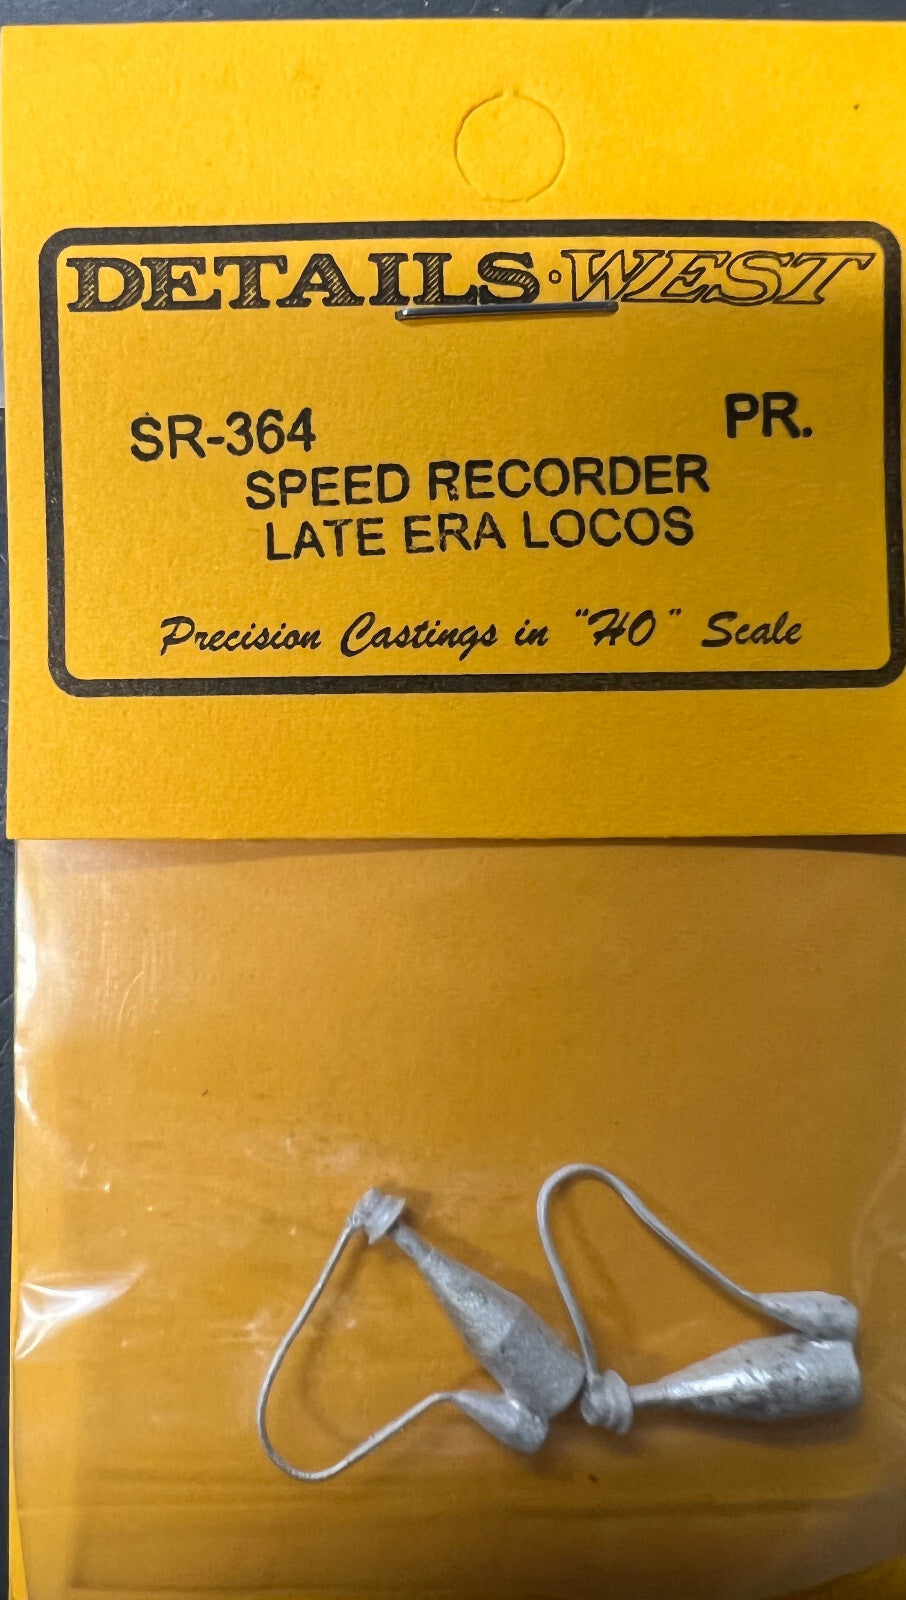 DETAILS·WEST
SR-364 PR.
SPEED RECORDER
LATE ERA LOCOS
Precision Castings in "HO" Scale